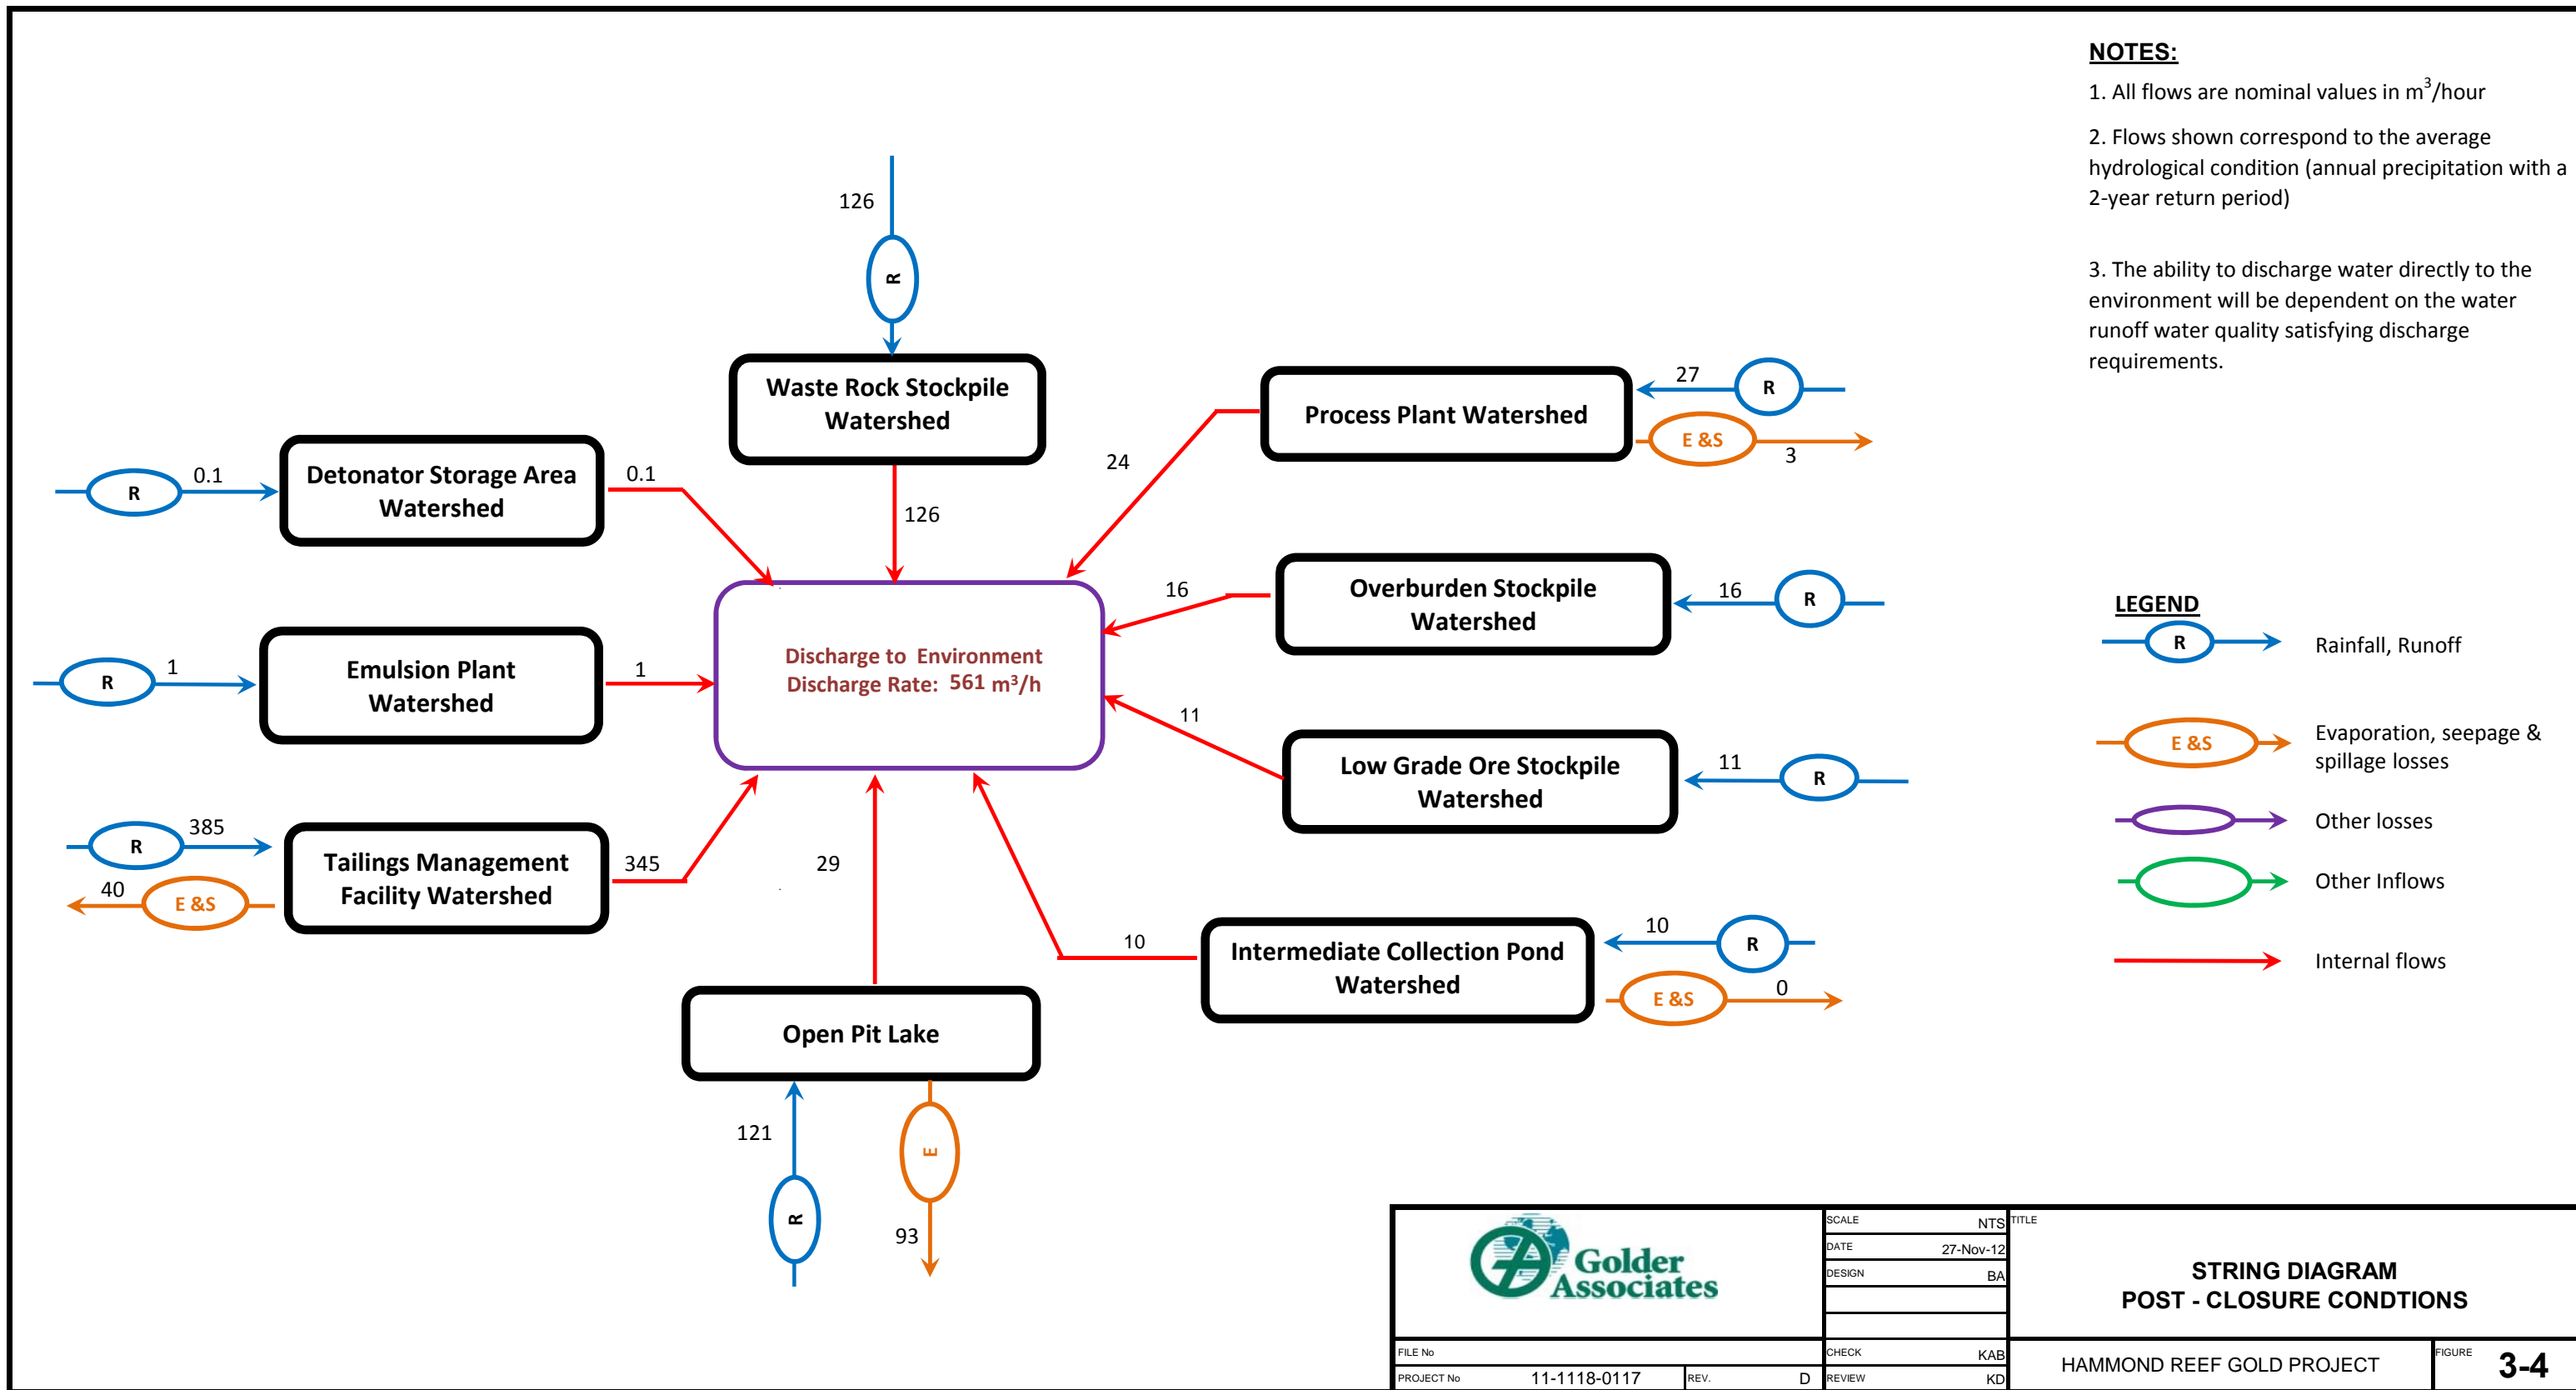 NOTES:
1. All flows are nominal values in m³/hour
2. Flows shown correspond to the average
hydrological condition (annual precipitation with a
2-year return period)
3. The ability to discharge water directly to the
environment will be dependent on the water
runoff water quality satisfying discharge
requirements.
126
R
Waste Rock Stockpile
Watershed
126
R
0.1
Detonator Storage Area
Watershed
0.1
R
1
Emulsion Plant
Watershed
1
R
385
40
E &S
Tailings Management
Facility Watershed
345
Open Pit Lake
29
121
R
E
93
Process Plant Watershed
27
R
E &S
3
24
Overburden Stockpile
Watershed
16
R
16
Low Grade Ore Stockpile
Watershed
11
R
11
Intermediate Collection Pond
Watershed
10
R
E &S
0
10
Discharge to Environment
Discharge Rate: 561 m³/h
LEGEND
R
Rainfall, Runoff
E &S
Evaporation, seepage &
spillage losses
Other losses
Other Inflows
Internal flows
Golder
Associates
SCALE NTS
DATE 27-Nov-12
DESIGN BA
CHECK KAB
REVIEW KD
FILE No
PROJECT No 11-1118-0117
REV. D
TITLE
STRING DIAGRAM
POST - CLOSURE CONDTIONS
HAMMOND REEF GOLD PROJECT
FIGURE 3-4